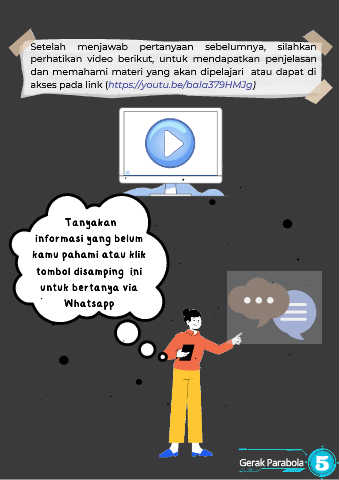 Setelah menjawab pertanyaan sebelumnya, silahkan
perhatikan video berikut, untuk mendapatkan penjelasan
dan memahami materi yang akan dipelajari atau dapat di
akses pada link (https://youtu.be/baIa379HMJg)
Tanyakan
informasi yang belum
kamu pahami atau klik
tombol disamping ini
untuk bertanya via
Whatsapp
Gerak Parabola
5